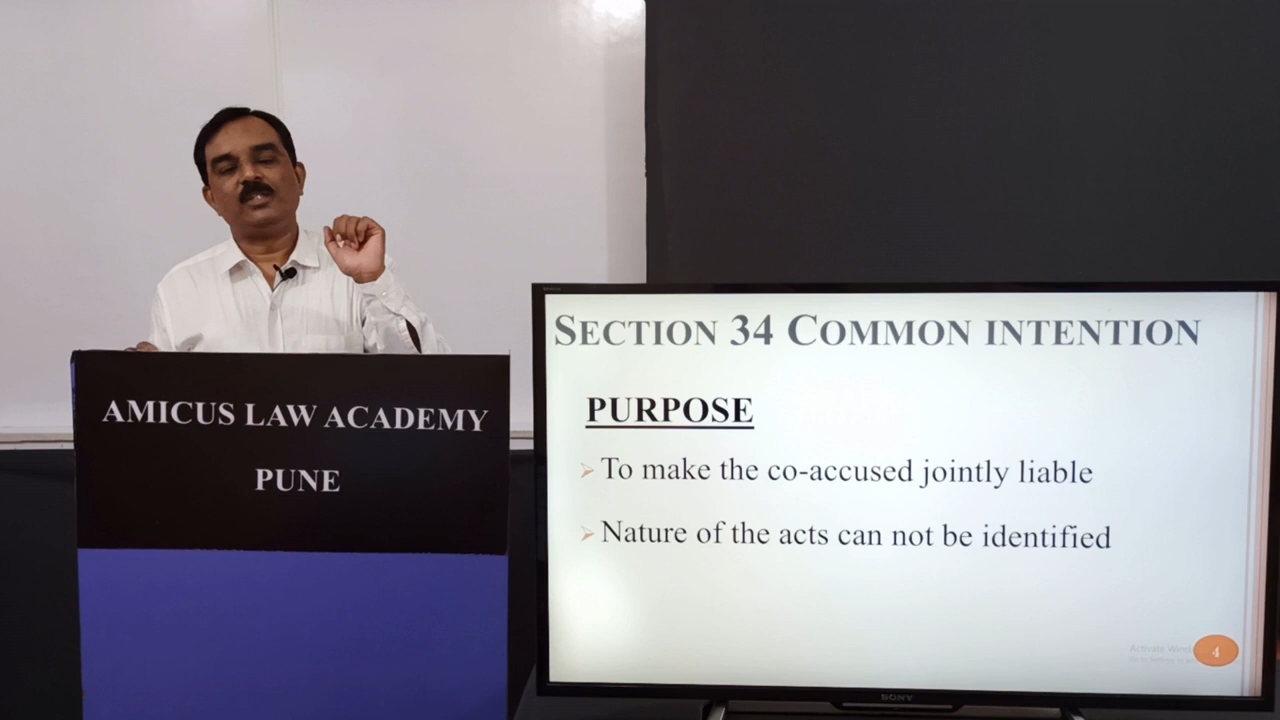 AMICUS LAW ACADEMY
PUNE
SECTION 34 COMMON INTENTION
PURPOSE
To make the co-accused jointly liable
Nature of the acts can not be identified
Activate
4
SONY